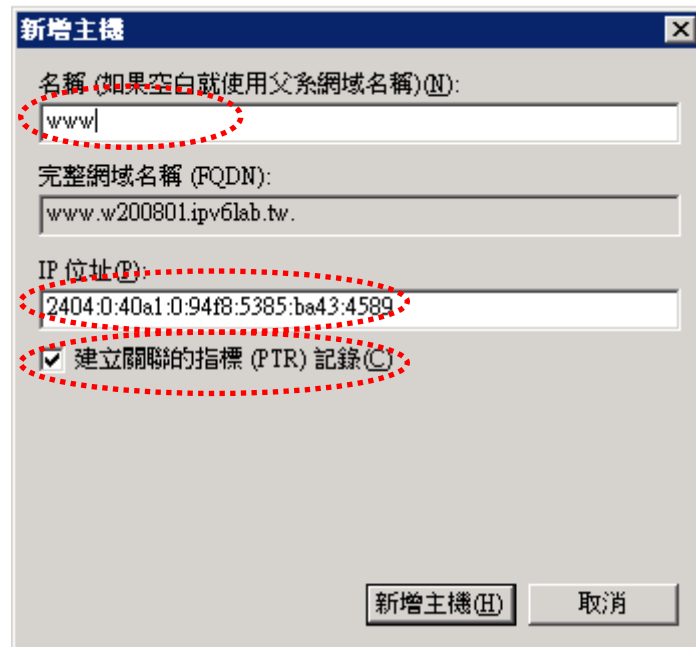 新增主機
名稱 (如果空白就使用父系網域名稱)(N):
www
完整網域名稱 (FQDN):
www.w200801.ipv6lab.tw.
IP 位址(P):
2404:0:40a1:0:94f8:5385:ba43:4589
建立關聯的指標 (PTR) 記錄(C)
新增主機(H) 取消